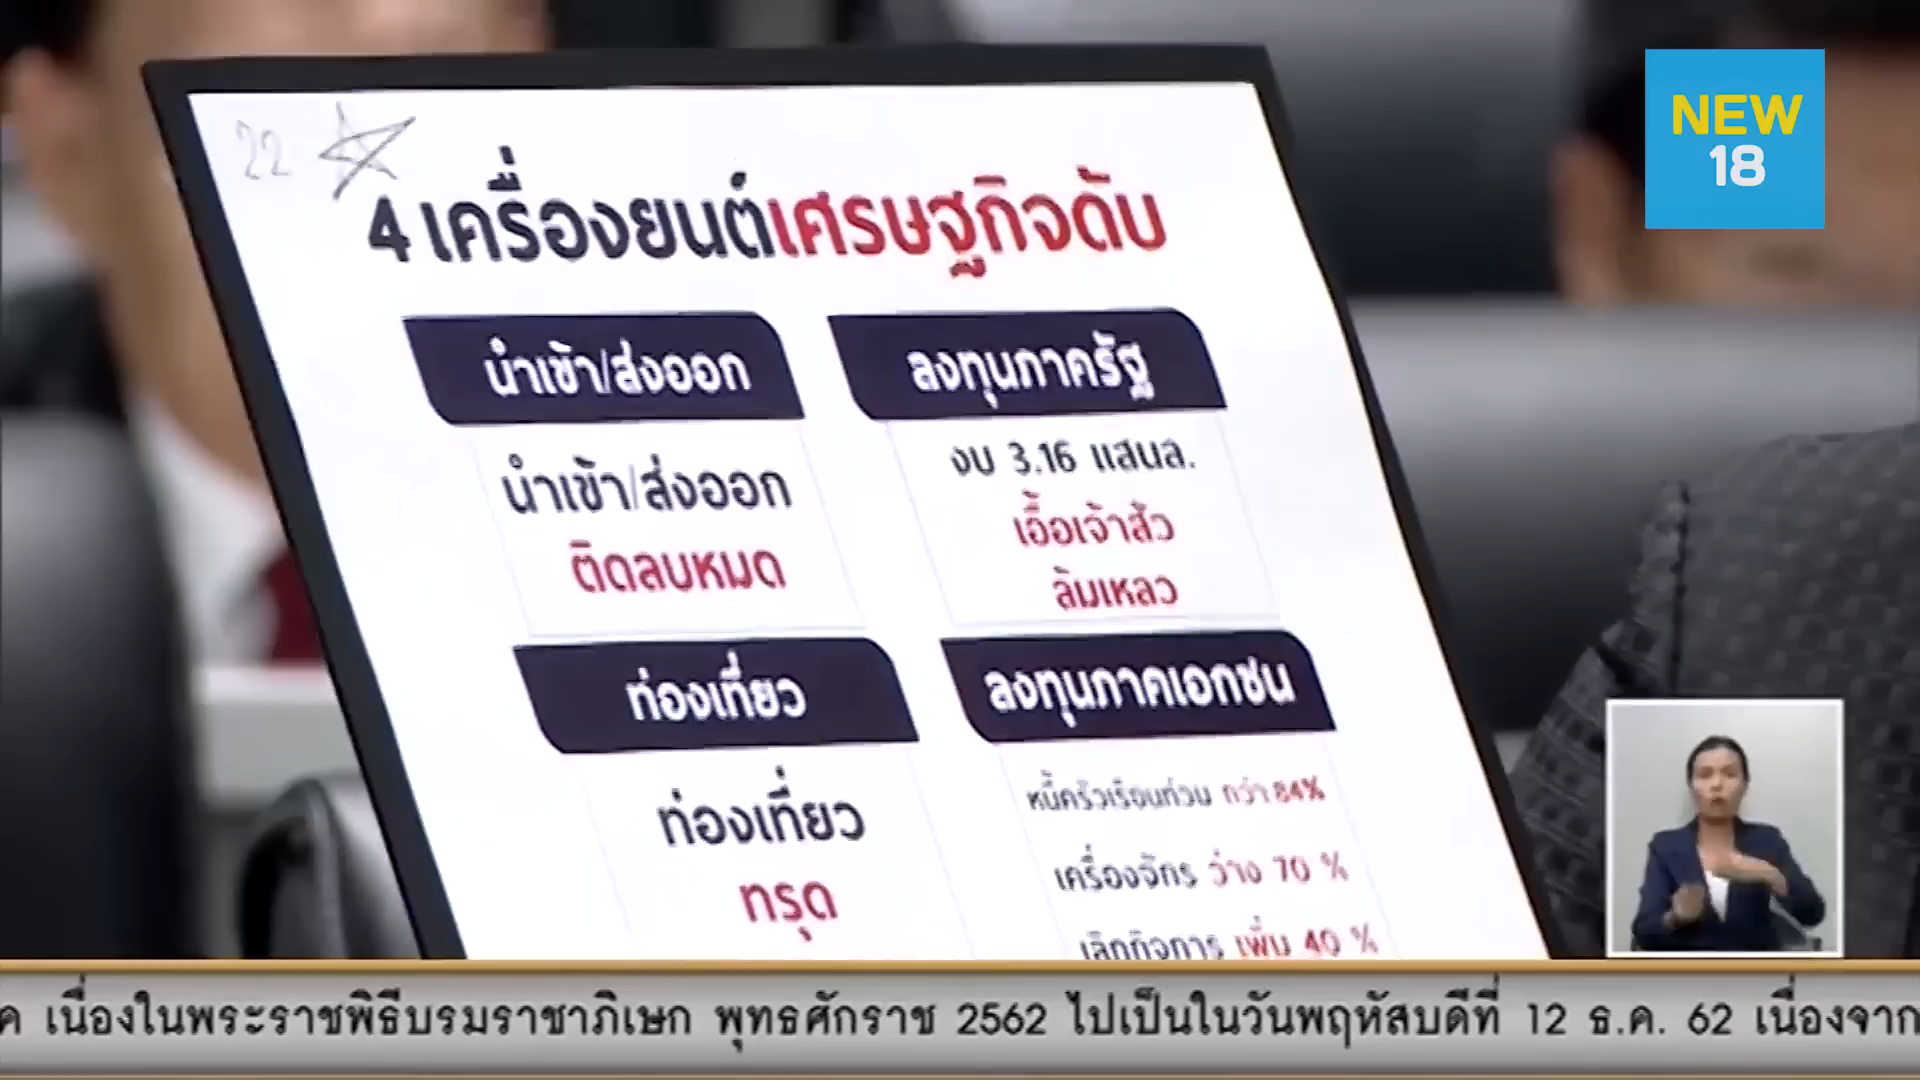 NEW
18
22
4 เครื่องยนต์เศรษฐกิจดับ
นำเข้า/ส่งออก
นำเข้า/ส่งออก
ติดลบหมด
ลงทุนภาครัฐ
งบ 3.16 แสนล.
เอื้อเจ้าสัว
ล้มเหลว
ท่องเที่ยว
ท่องเที่ยว
ทรุด
ลงทุนภาคเอกชน
หนี้ครัวเรือนท่วม กว่า 84%
เครื่องจักร ว่าง 70 %
เลิกกิจการ เพิ่ม 40 %
ค เนื่องในพระราชพิธีบรมราชาภิเษก พุทธศักราช 2562 ไปเป็นในวันพฤหัสบดีที่ 12 ธ.ค. 62 เนื่องจาก